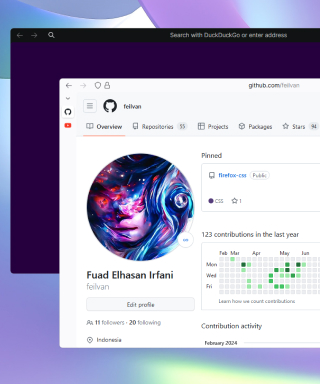 Search with DuckDuckGo or enter address
github.com/feilvan
feilvan
Overview Repositories 55 Projects Packages Stars 94
Pinned
firefox-css Public
CSS 1
123 contributions in the last year
Feb Mar Apr May Jun
Mon
Wed
Fri
Learn how we count contributions
Fuad Elhasan Irfani
feilvan
Edit profile
11 followers · 20 following
Indonesia
Contribution activity
February 2024